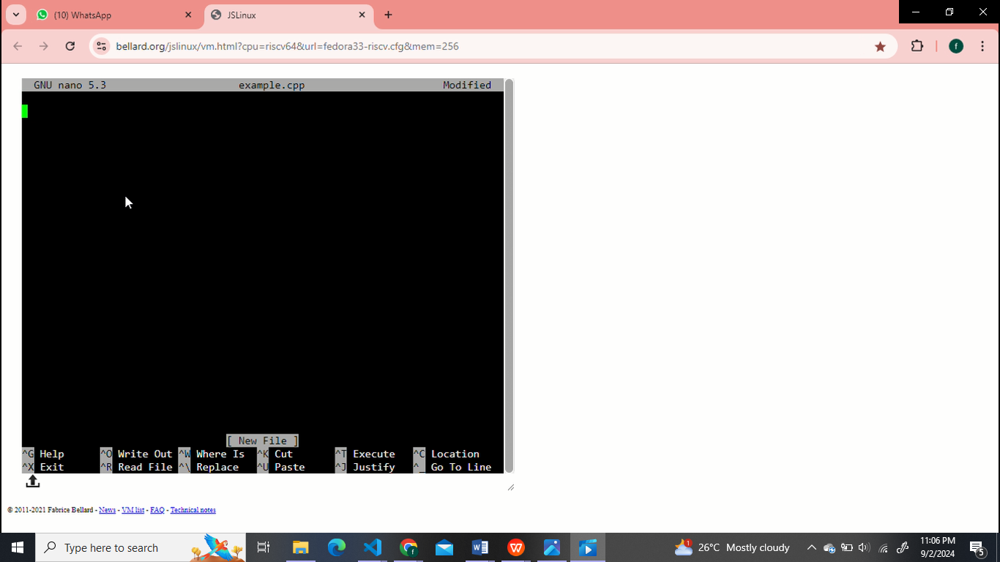 (10) WhatsApp
JSLinux
bellard.org/jslinux/vm.html?cpu=riscv64&url=fedora33-riscv.cfg&mem=256
f
GNU nano 5.3 example.cpp Modified
[ New File ]
^G Help ^O Write Out ^W Where Is ^K Cut ^T Execute ^C Location
^X Exit ^R Read File ^\ Replace ^U Paste ^J Justify ^_ Go To Line
© 2011-2021 Fabrice Bellard - News - VM list - FAQ - Technical notes
Type here to search
W
1
26°C Mostly cloudy
11:06 PM
9/2/2024
5